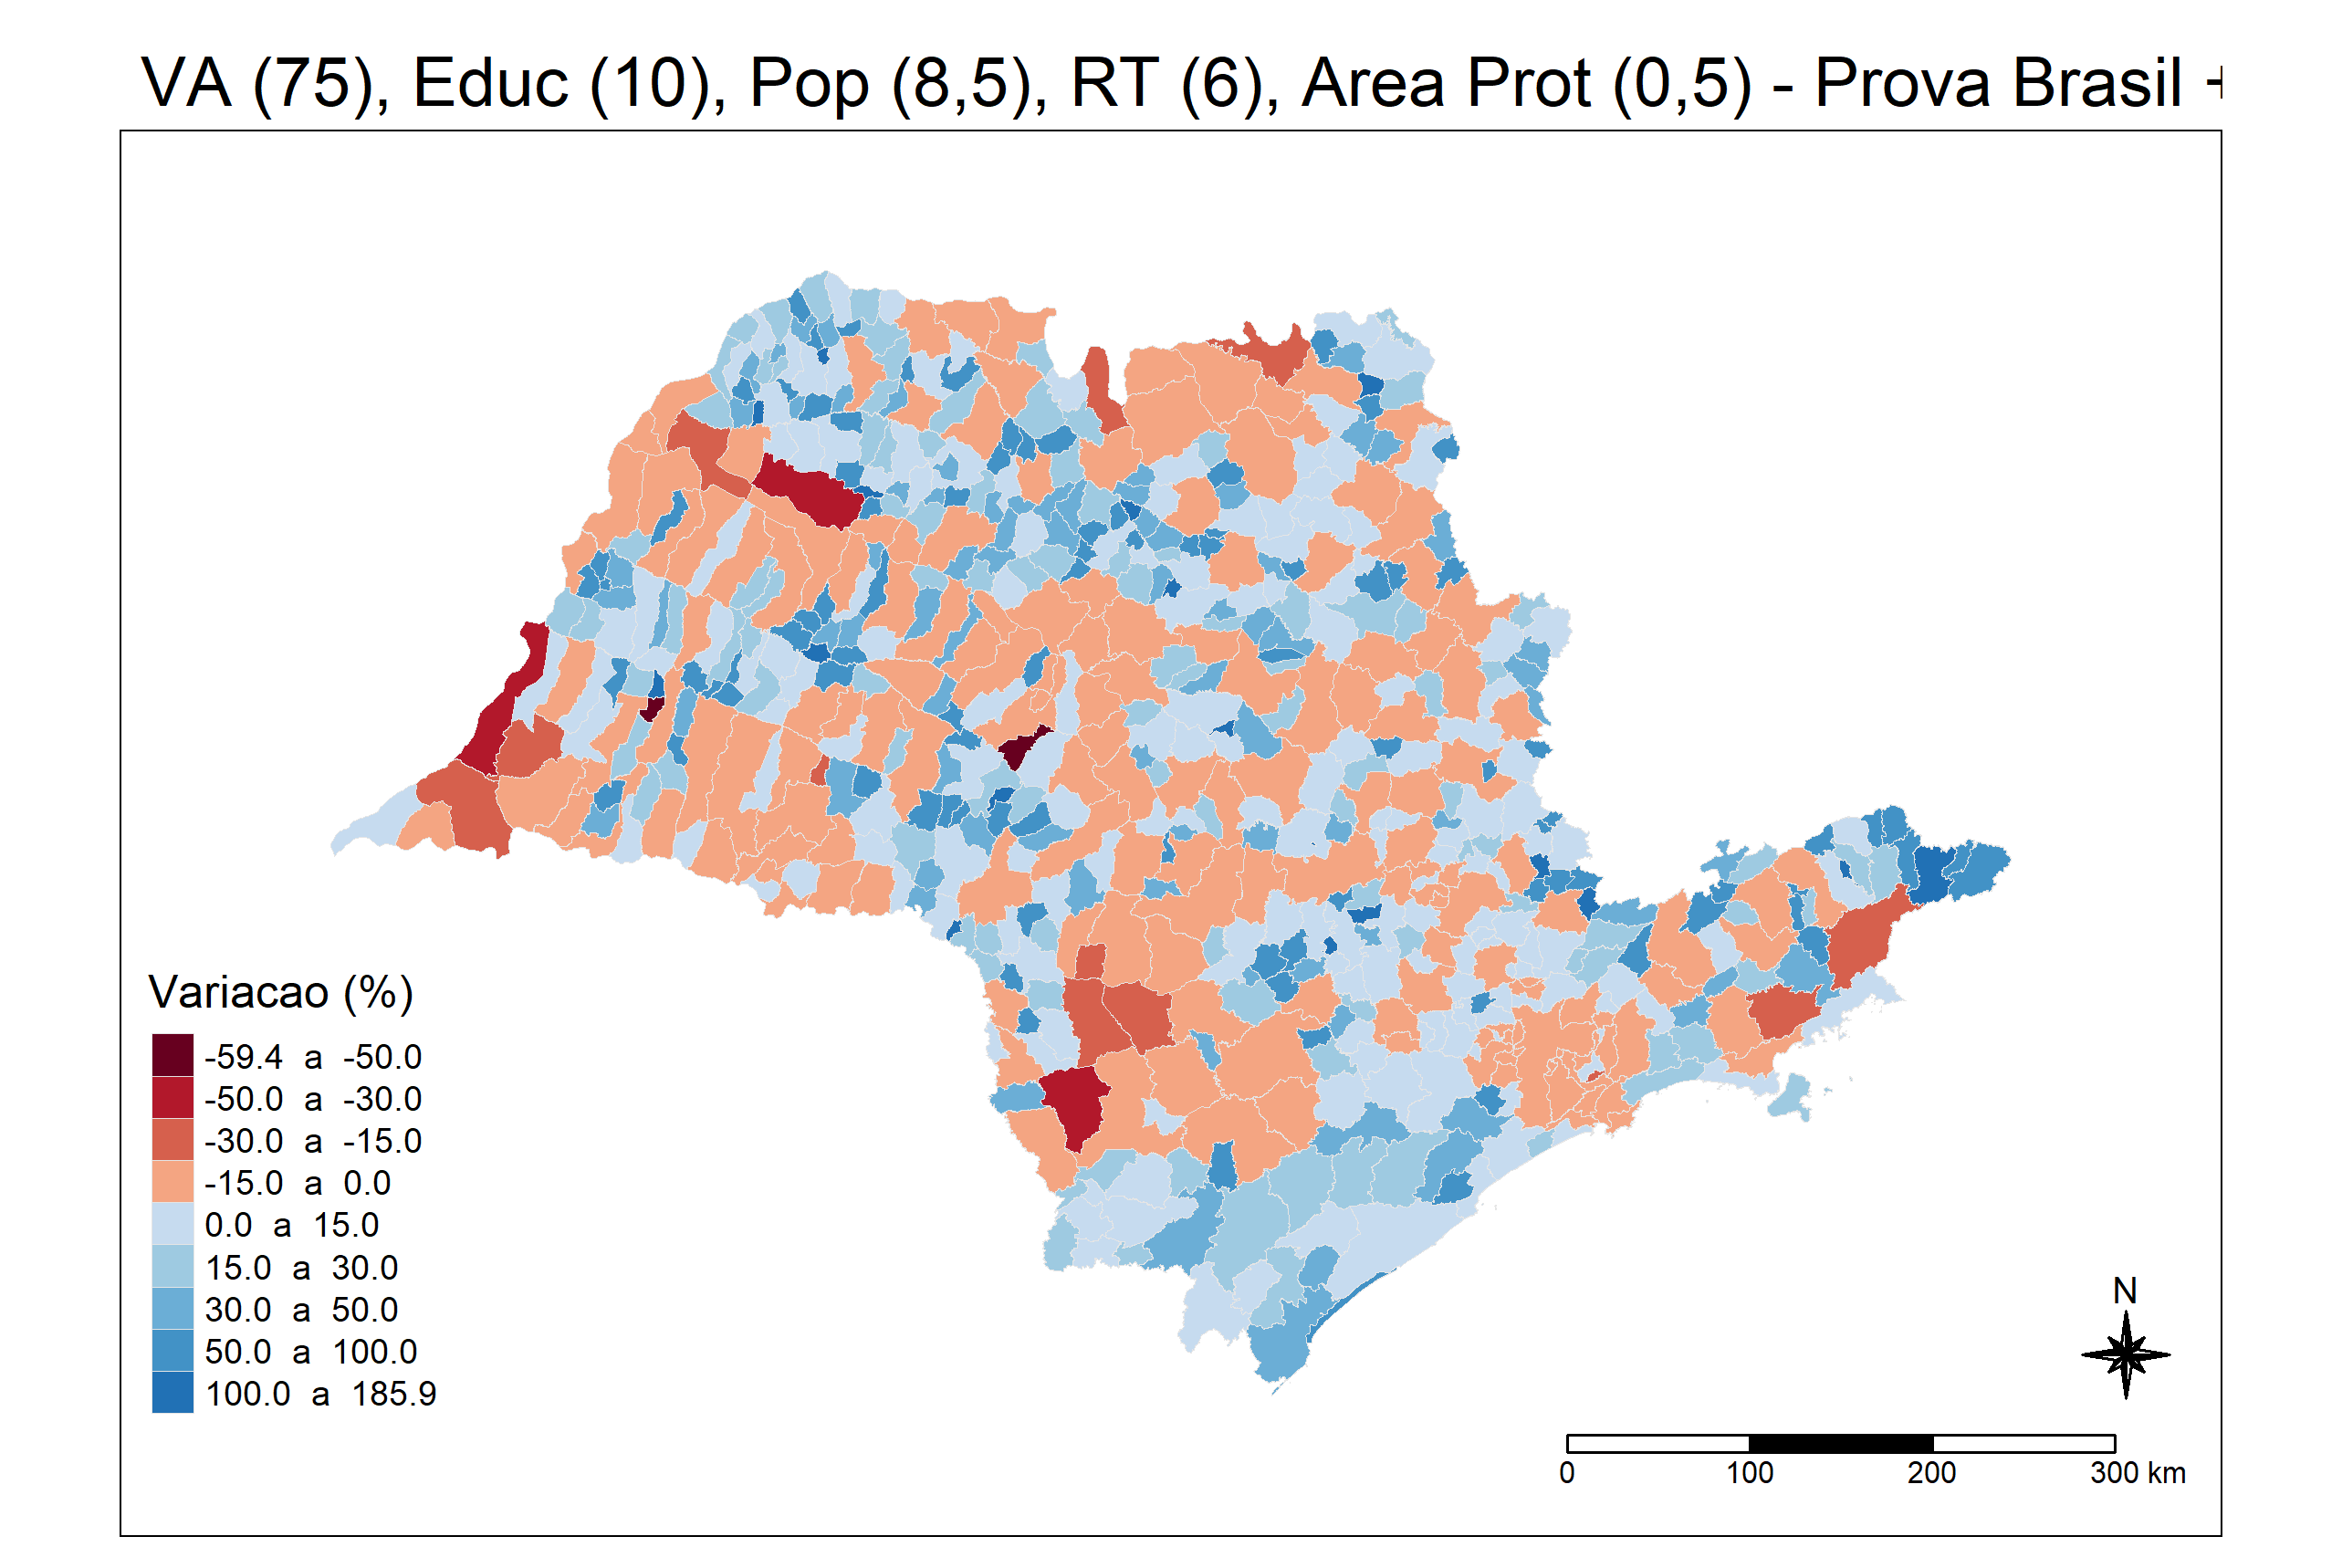 VA (75), Educ (10), Pop (8,5), RT (6), Area Prot (0,5) - Prova Brasil +
Variacao (%)
-59.4 a -50.0
-50.0 a -30.0
-30.0 a -15.0
-15.0 a 0.0
0.0 a 15.0
15.0 a 30.0
30.0 a 50.0
50.0 a 100.0
100.0 a 185.9
N
0 100 200 300 km